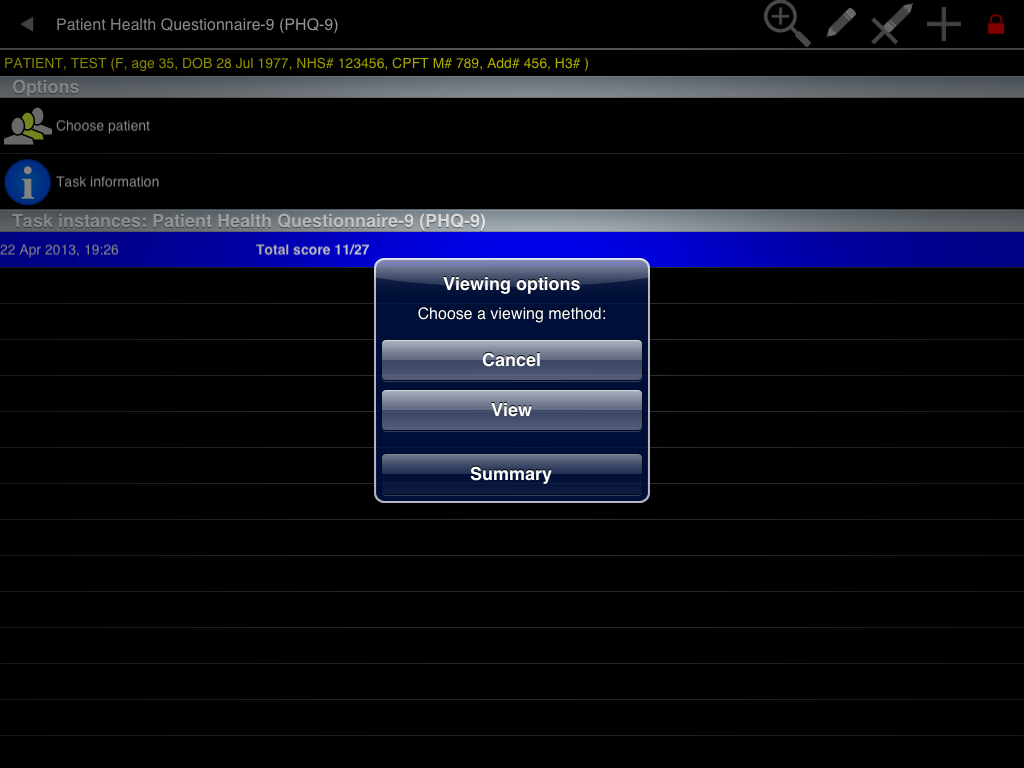 Patient Health Questionnaire-9 (PHQ-9)
PATIENT, TEST (F, age 35, DOB 28 Jul 1977, NHS# 123456, CPFT M# 789, Add# 456, H3# )
Options
Choose patient
Task information
Task instances: Patient Health Questionnaire-9 (PHQ-9)
22 Apr 2013, 19:26 Total score 11/27
Viewing options
Choose a viewing method:
Cancel
View
Summary